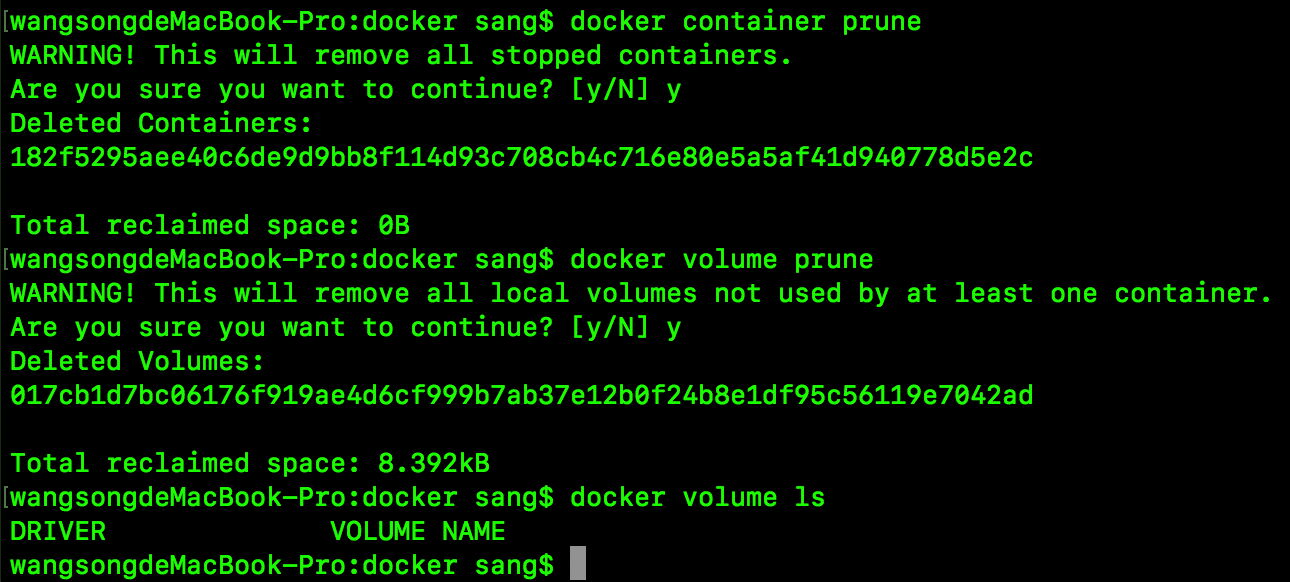 [wangsongdeMacBook-Pro:docker sang$ docker container prune
WARNING! This will remove all stopped containers.
Are you sure you want to continue? [y/N] y
Deleted Containers:
182f5295aee40c6de9d9bb8f114d93c708cb4c716e80e5a5af41d940778d5e2c
Total reclaimed space: 0B
[wangsongdeMacBook-Pro:docker sang$ docker volume prune
WARNING! This will remove all local volumes not used by at least one container.
Are you sure you want to continue? [y/N] y
Deleted Volumes:
017cb1d7bc06176f919ae4d6cf999b7ab37e12b0f24b8e1df95c56119e7042ad
Total reclaimed space: 8.392kB
[wangsongdeMacBook-Pro:docker sang$ docker volume ls
DRIVER              VOLUME NAME
wangsongdeMacBook-Pro:docker sang$